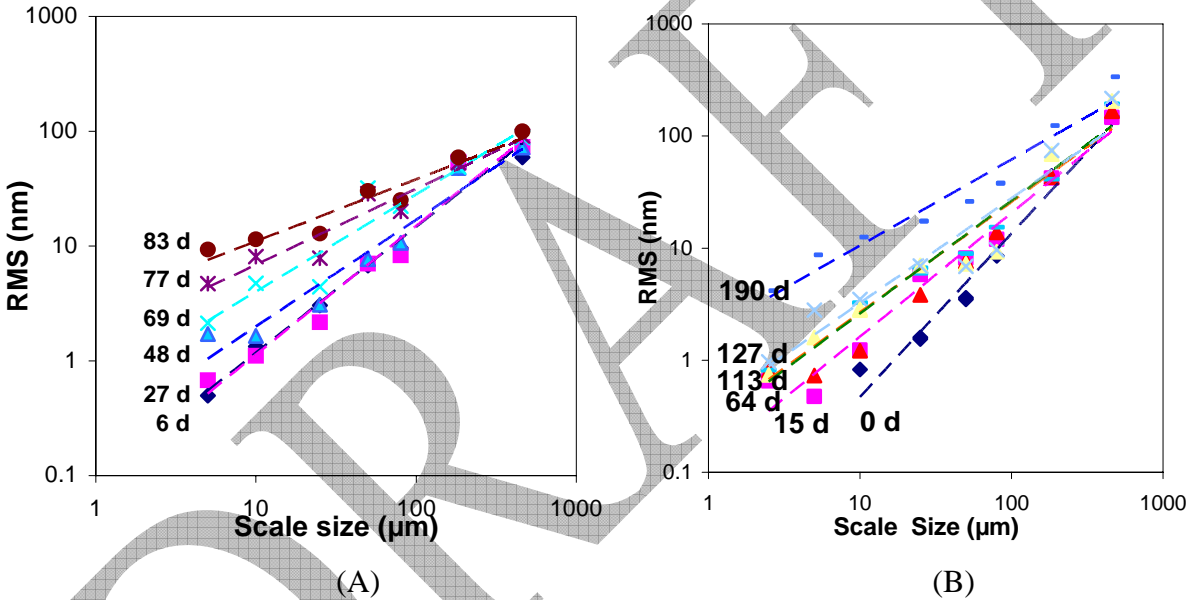 1000
100
10
1
0.1
RMS (nm)
83 d
77 d
69 d
48 d
27 d
6 d
1 10 100 1000
Scale size (µm)
(A)
1000
100
10
1
0.1
RMS (nm)
190 d
127 d
113 d
64 d
15 d 0 d
1 10 100 1000
Scale Size (µm)
(B)
DRAFT